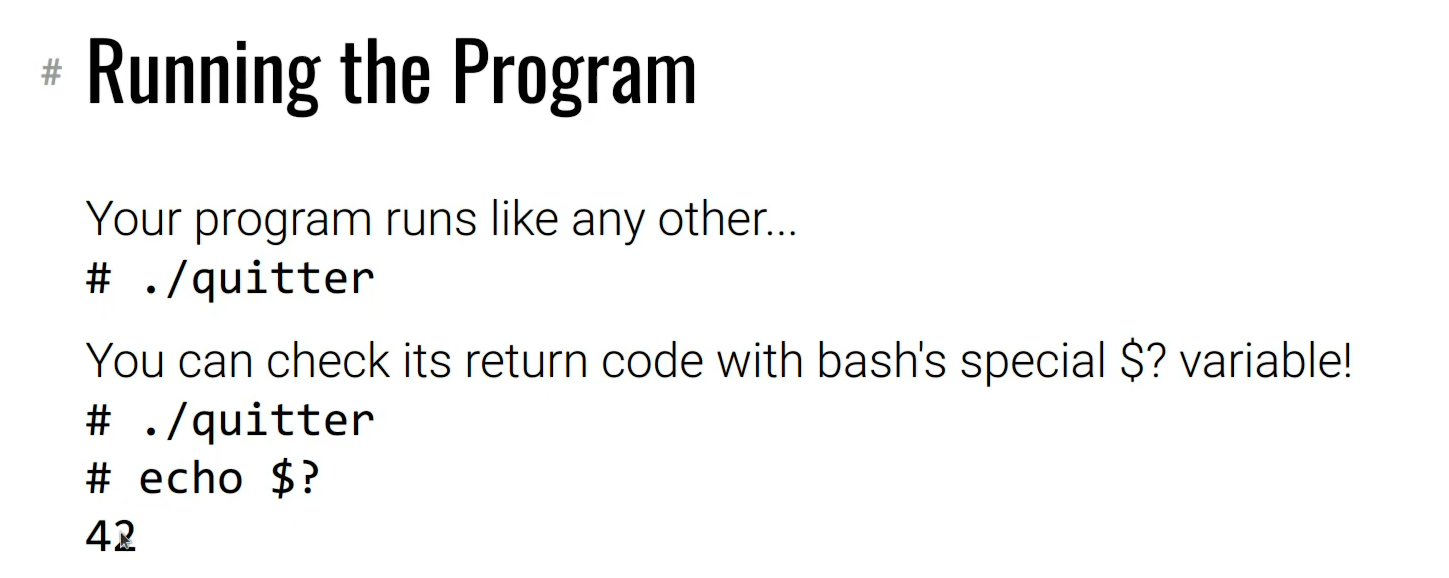 # Running the Program
Your program runs like any other...
# ./quitter
You can check its return code with bash's special $? variable!
# ./quitter
# echo $?
42